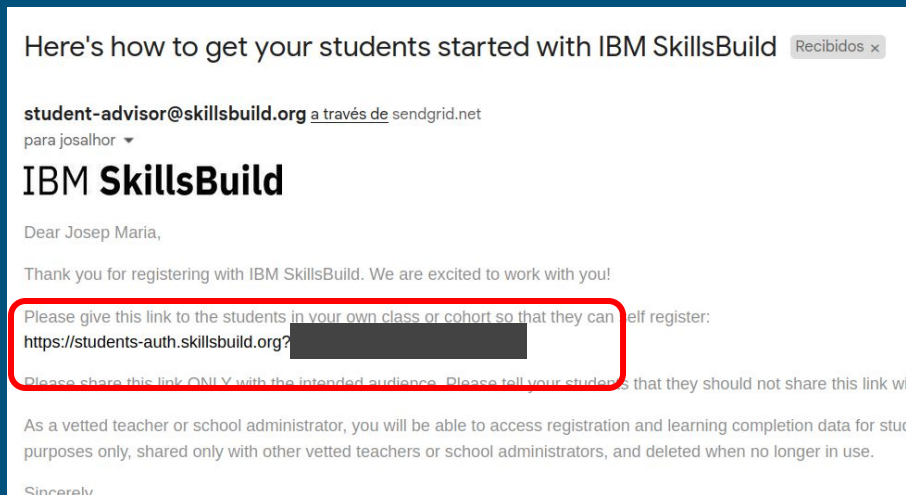 Here's how to get your students started with IBM SkillsBuild Recibidos x
student-advisor@skillsbuild.org a través de sendgrid.net
para josalhor
IBM SkillsBuild
Dear Josep Maria,
Thank you for registering with IBM SkillsBuild. We are excited to work with you!
Please give this link to the students in your own class or cohort so that they can self register:
https://students-auth.skillsbuild.org?
Please share this link ONLY with the intended audience. Please tell your students that they should not share this link
As a vetted teacher or school administrator, you will be able to access registration and learning completion data for
purposes only, shared only with other vetted teachers or school administrators, and deleted when no longer in use.
Sincerely